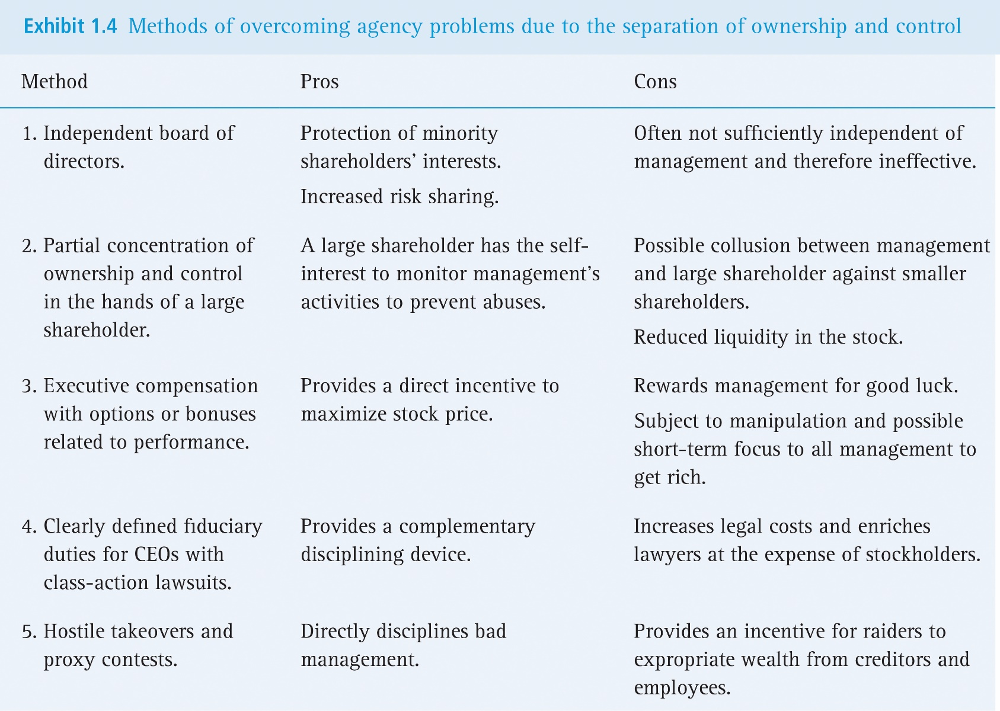 Exhibit 1.4 Methods of overcoming agency problems due to the separation of ownership and control
Method Pros Cons
1. Independent board of
directors.
Protection of minority
shareholders’ interests.
Increased risk sharing.
Often not sufficiently independent of
management and therefore ineffective.
2. Partial concentration of
ownership and control
in the hands of a large
shareholder.
A large shareholder has the self-
interest to monitor management’s
activities to prevent abuses.
Possible collusion between management
and large shareholder against smaller
shareholders.
Reduced liquidity in the stock.
3. Executive compensation
with options or bonuses
related to performance.
Provides a direct incentive to
maximize stock price.
Rewards management for good luck.
Subject to manipulation and possible
short-term focus to all management to
get rich.
4. Clearly defined fiduciary
duties for CEOs with
class-action lawsuits.
Provides a complementary
disciplining device.
Increases legal costs and enriches
lawyers at the expense of stockholders.
5. Hostile takeovers and
proxy contests.
Directly disciplines bad
management.
Provides an incentive for raiders to
expropriate wealth from creditors and
employees.